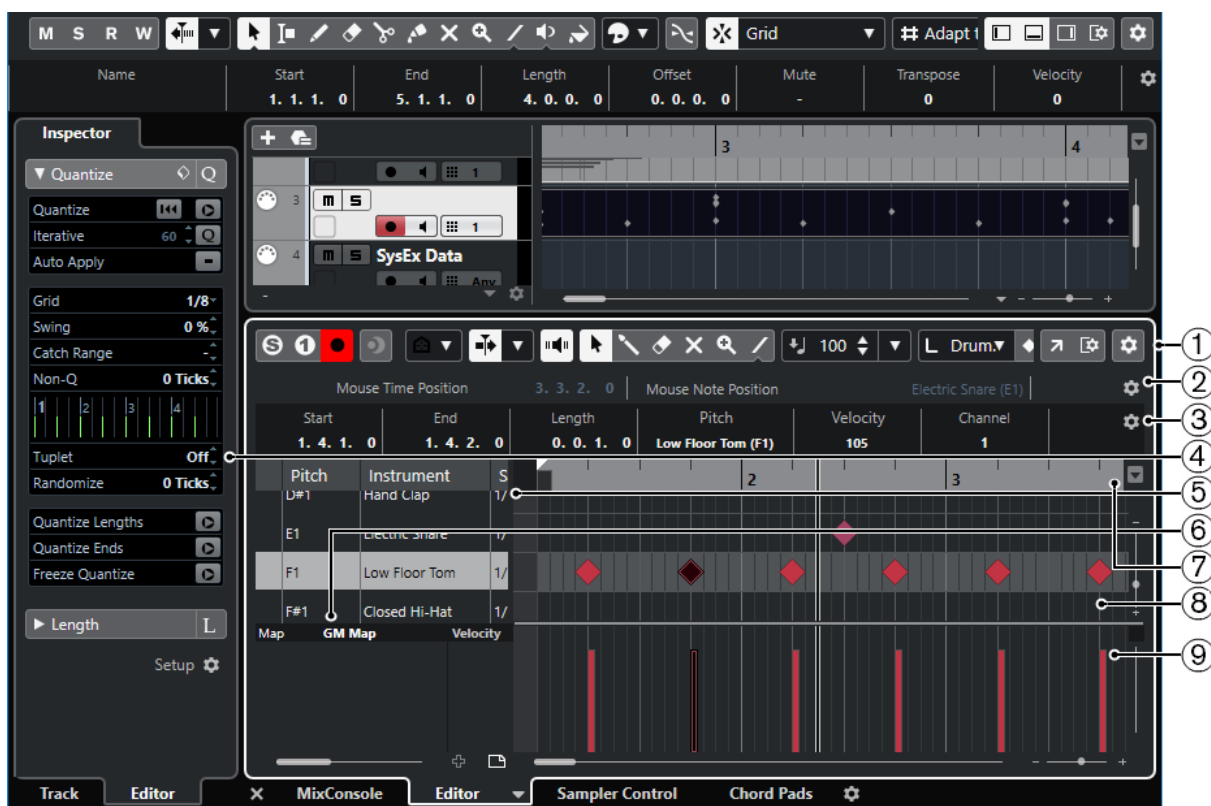 M S R W Grid Adapt t
Name Start End Length Offset Mute Transpose Velocity
1. 1. 1. 0 5. 1. 1. 0 4. 0. 0. 0 0. 0. 0. 0 - 0 0
Inspector
3 4
Quantize Q
1
Quantize
3 m S
Iterative 60 Q
1
Auto Apply
4 m S SysEx Data
Any
Grid 1/8
Swing 0 %
Catch Range -
Non-Q 0 Ticks
1 2 3 4
Tuplet Off
Randomize 0 Ticks
Quantize Lengths
Quantize Ends
Freeze Quantize
Length L
Setup
S 1 100 L Drum. 1
Mouse Time Position 3. 3. 2. 0 Mouse Note Position Electric Snare (E1) 2
Start End Length Pitch Velocity Channel 3
1. 4. 1. 0 1. 4. 2. 0 0. 0. 1. 0 Low Floor Tom (F1) 105 1
4
Pitch Instrument S 2 3
D#1 Hand Clap 1/ 5
E1 Electric Snare 1/ 6
F1 Low Floor Tom 1/ 7
F#1 Closed Hi-Hat 1/ 8
Map GM Map Velocity 9
Track Editor MixConsole Editor Sampler Control Chord Pads